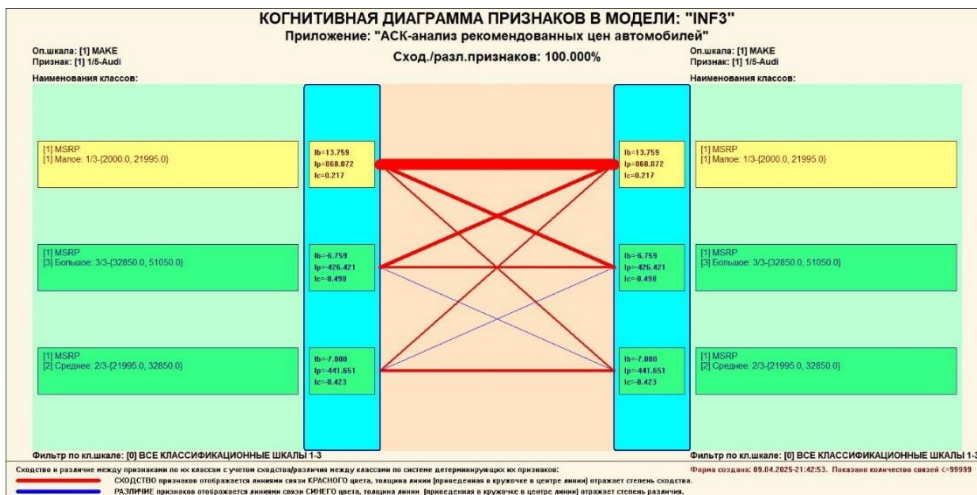 КОГНИТИВНАЯ ДИАГРАММА ПРИЗНАКОВ В МОДЕЛИ: "INF3"
Приложение: "АСК-анализ рекомендованных цен автомобилей"
Сход./разл.признаков: 100.000%
Оп.шкала: [1] MAKE
Признак: [1] 1/5-Audi
Наименования классов:
Оп.шкала: [1] MAKE
Признак: [1] 1/5-Audi
Наименования классов:
[1] MSRP
[1] Малое: 1/3-{2000.0, 21995.0}
Ib=13.759
Ip=868.072
Ic=0.217
Ib=13.759
Ip=868.072
Ic=0.217
[1] MSRP
[1] Малое: 1/3-{2000.0, 21995.0}
[1] MSRP
[3] Большое: 3/3-{32850.0, 51050.0}
Ib=-6.759
Ip=-426.421
Ic=-0.498
Ib=-6.759
Ip=-426.421
Ic=-0.498
[1] MSRP
[3] Большое: 3/3-{32850.0, 51050.0}
[1] MSRP
[2] Среднее: 2/3-{21995.0, 32850.0}
Ib=-7.000
Ip=-441.651
Ic=-0.423
Ib=-7.000
Ip=-441.651
Ic=-0.423
[1] MSRP
[2] Среднее: 2/3-{21995.0, 32850.0}
Фильтр по кл.шкале: [0] ВСЕ КЛАССИФИКАЦИОННЫЕ ШКАЛЫ 1-3
Фильтр по кл.шкале: [0] ВСЕ КЛАССИФИКАЦИОННЫЕ ШКАЛЫ 1-3
Сходство и различие между признаками по их классам с учетом сходства/различия между классами по системе детерминирующих их признаков:
Форма создана: 09.04.2025-21:42:53. Показано количество связей <=99999
СХОДСТВО признаков отображается линиями связи КРАСНОГО цвета, толщина линии (приведенная в кружочке в центре линии) отражает степень сходства.
РАЗЛИЧИЕ признаков отображается линиями связи СИНЕГО цвета, толщина линии (приведенная в кружочке в центре линии) отражает степень различия.